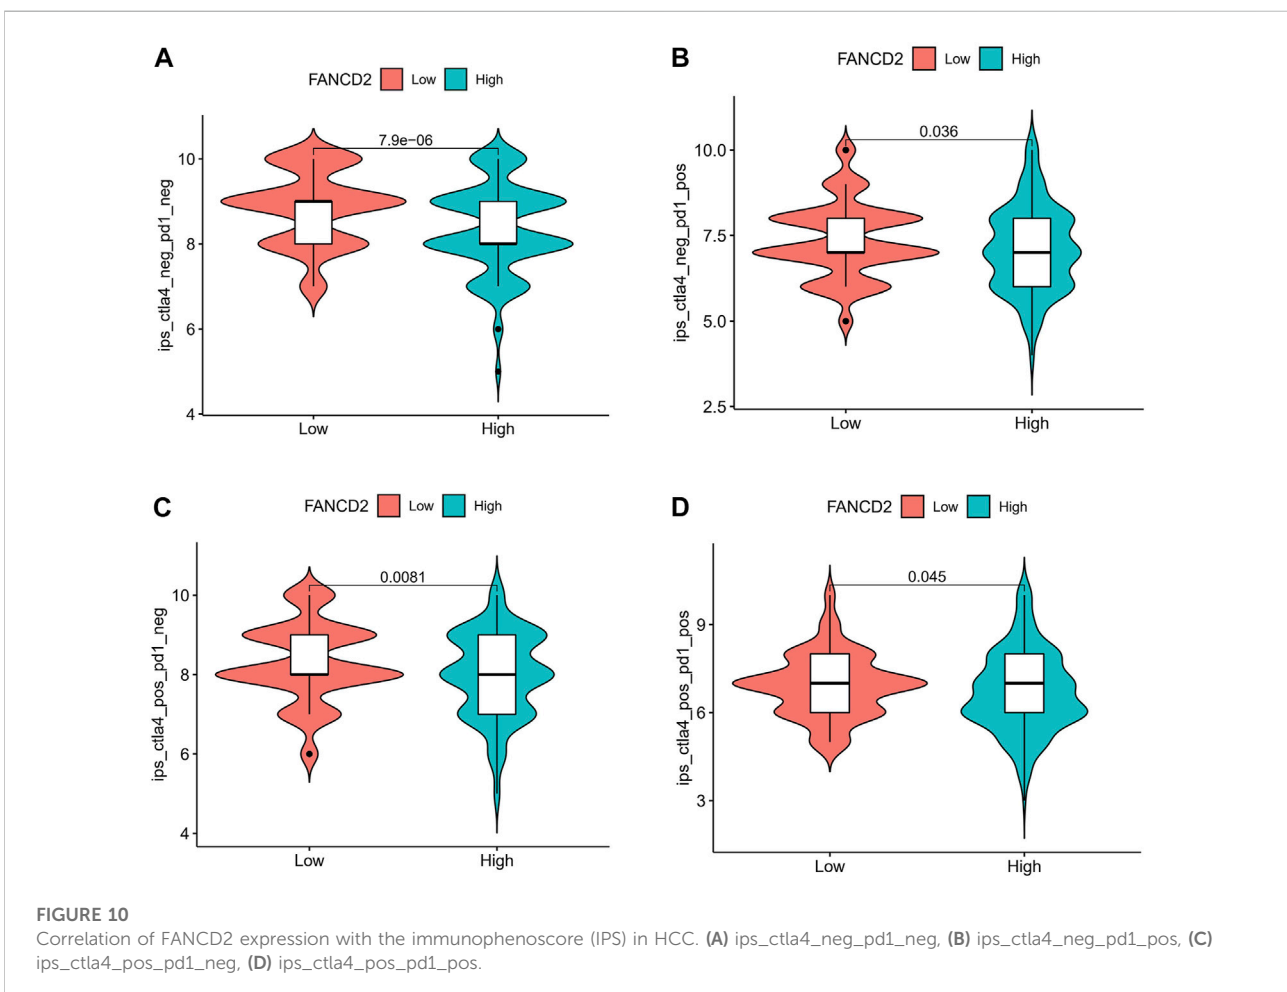 A
FANCD2 Low High
7.9e−06
ips_ctla4_neg_pd1_neg
10
8
6
4
Low High
B
FANCD2 Low High
0.036
ips_ctla4_neg_pd1_pos
10.0
7.5
5.0
2.5
Low High
C
FANCD2 Low High
0.0081
ips_ctla4_pos_pd1_neg
10
8
6
4
Low High
D
FANCD2 Low High
0.045
ips_ctla4_pos_pd1_pos
9
6
3
Low High
FIGURE 10
Correlation of FANCD2 expression with the immunophenoscore (IPS) in HCC. (A) ips_ctla4_neg_pd1_neg, (B) ips_ctla4_neg_pd1_pos, (C)
ips_ctla4_pos_pd1_neg, (D) ips_ctla4_pos_pd1_pos.